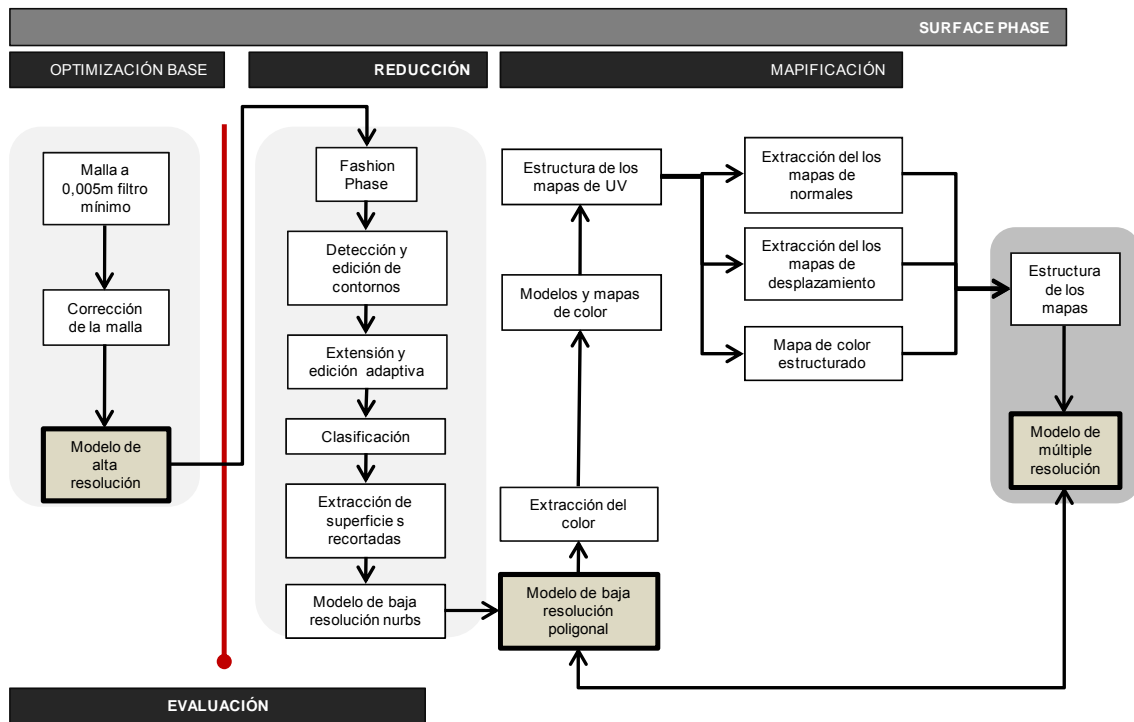 SURFACE PHASE
OPTIMIZACIÓN BASE
REDUCCIÓN
MAPIFICACIÓN
Malla a
0,005m filtro
mínimo
Corrección
de la malla
Modelo de
alta
resolución
Fashion
Phase
Detección y
edición de
contornos
Extensión y
edición adaptiva
Clasificación
Extracción de
superficie s
recortadas
Modelo de baja
resolución nurbs
Estructura de los
mapas de UV
Modelos y mapas
de color
Extracción del
color
Modelo de baja
resolución
poligonal
Extracción del los
mapas de
normales
Extracción del los
mapas de
desplazamiento
Mapa de color
estructurado
Estructura
de los
mapas
Modelo de
múltiple
resolución
EVALUACIÓN